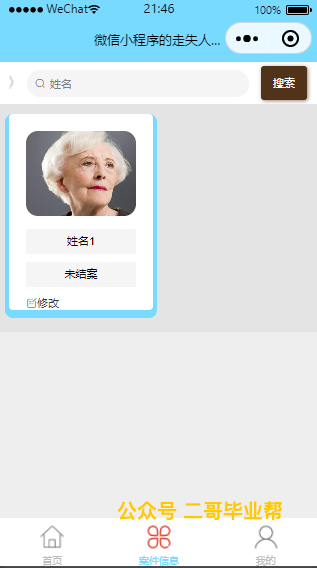 WeChat 21:46 100%
微信小程序的走失人...
姓名 搜索
姓名1
未结案
修改
公众号 二哥毕业帮
首页 案件信息 我的